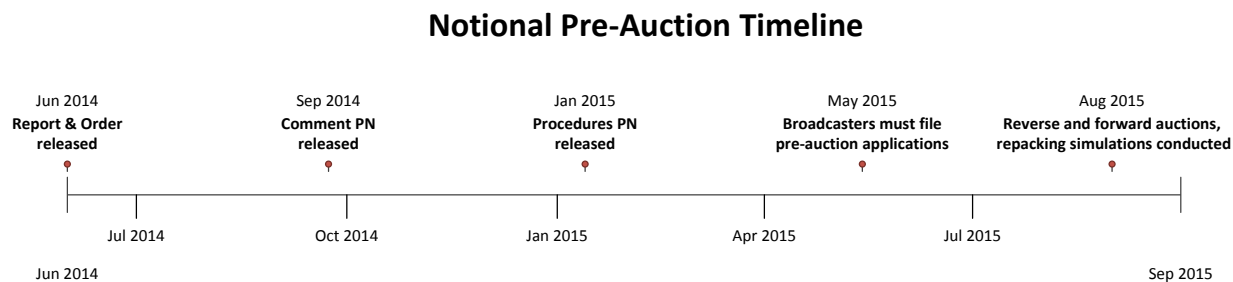 Notional Pre-Auction Timeline
Jun 2014
Report & Order
released
Sep 2014
Comment PN
released
Jan 2015
Procedures PN
released
May 2015
Broadcasters must file
pre-auction applications
Aug 2015
Reverse and forward auctions,
repacking simulations conducted
Jul 2014
Oct 2014
Jan 2015
Apr 2015
Jul 2015
Jun 2014
Sep 2015